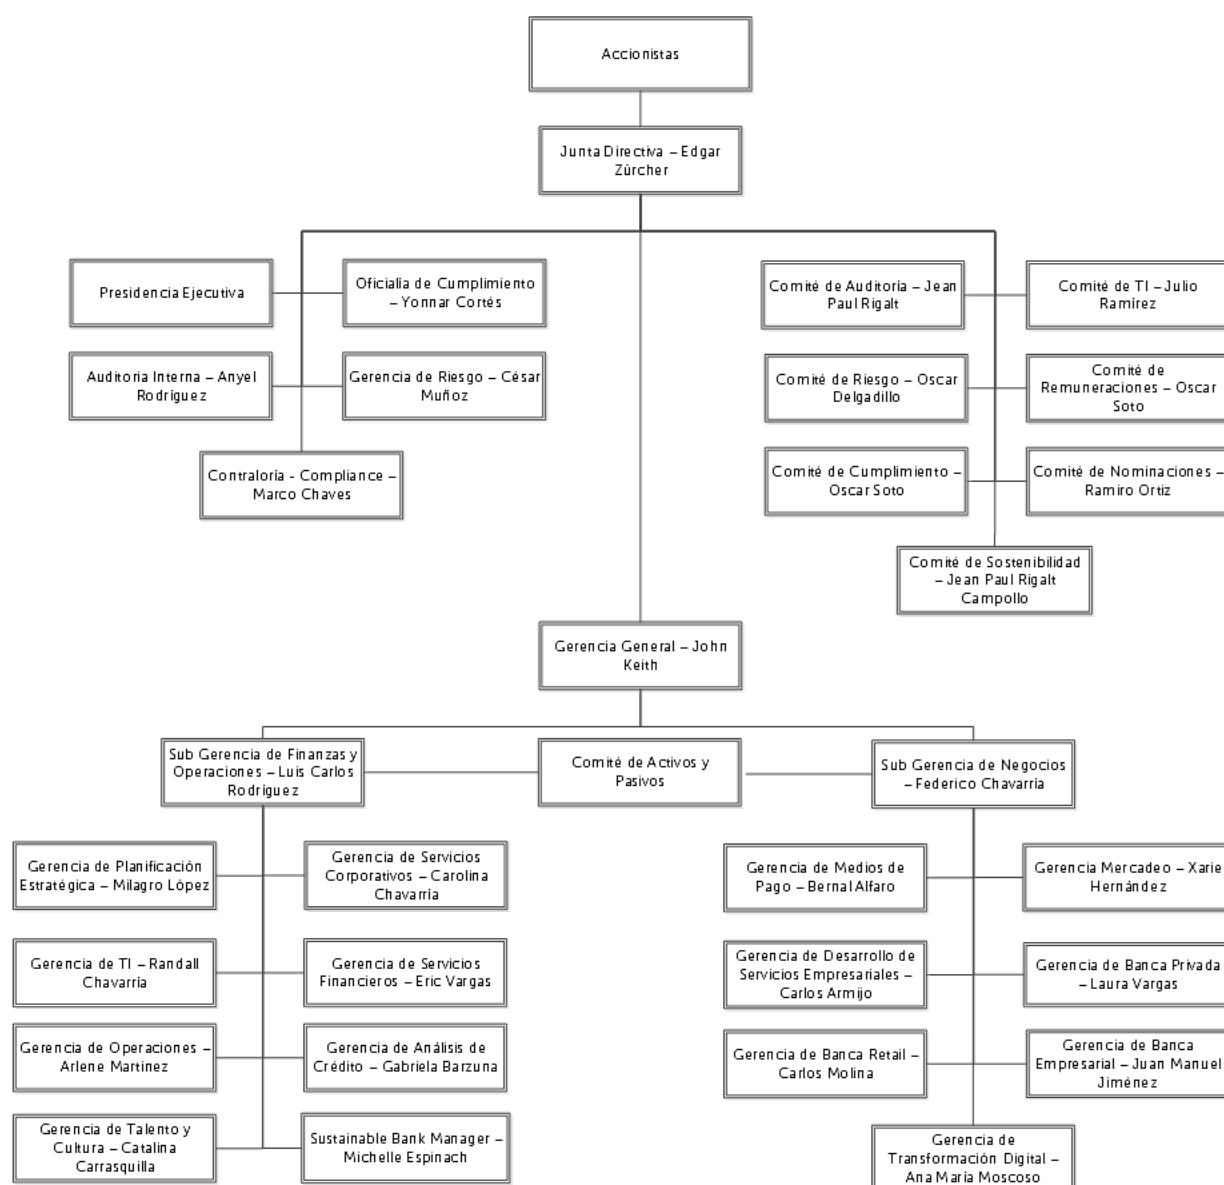 Accionistas
Junta Directiva – Edgar
Zürcher
Presidencia Ejecutiva
Oficialia de Cumplimiento
– Yonnar Cortés
Auditoria Interna – Anyel
Rodríguez
Gerencia de Riesgo – César
Muñoz
Contraloría - Compliance –
Marco Chaves
Comité de Auditoria – Jean
Paul Rigalt
Comité de TI – Julio
Ramírez
Comité de Riesgo – Oscar
Delgadillo
Comité de
Remuneraciones – Oscar
Soto
Comité de Cumplimiento –
Oscar Soto
Comité de Nominaciones –
Ramiro Ortiz
Comité de Sostenibilidad
– Jean Paul Rigalt
Campollo
Gerencia General – John
Keith
Sub Gerencia de Finanzas y
Operaciones – Luis Carlos
Rodríguez
Comité de Activos y
Pasivos
Sub Gerencia de Negocios
– Federico Chavarría
Gerencia de Planificación
Estratégica – Milagro López
Gerencia de Servicios
Corporativos – Carolina
Chavarría
Gerencia de TI – Randall
Chavarría
Gerencia de Servicios
Financieros – Eric Vargas
Gerencia de Operaciones –
Arlene Martínez
Gerencia de Análisis de
Crédito – Gabriela Barzuna
Gerencia de Talento y
Cultura – Catalina
Carrasquilla
Sustainable Bank Manager –
Michelle Espinach
Gerencia de Medios de
Pago – Bernal Alfaro
Gerencia Mercadeo – Xarie
Hernández
Gerencia de Desarrollo de
Servicios Empresariales –
Carlos Armijo
Gerencia de Banca Privada
– Laura Vargas
Gerencia de Banca Retail –
Carlos Molina
Gerencia de Banca
Empresarial – Juan Manuel
Jiménez
Gerencia de
Transformación Digital –
Ana María Moscoso